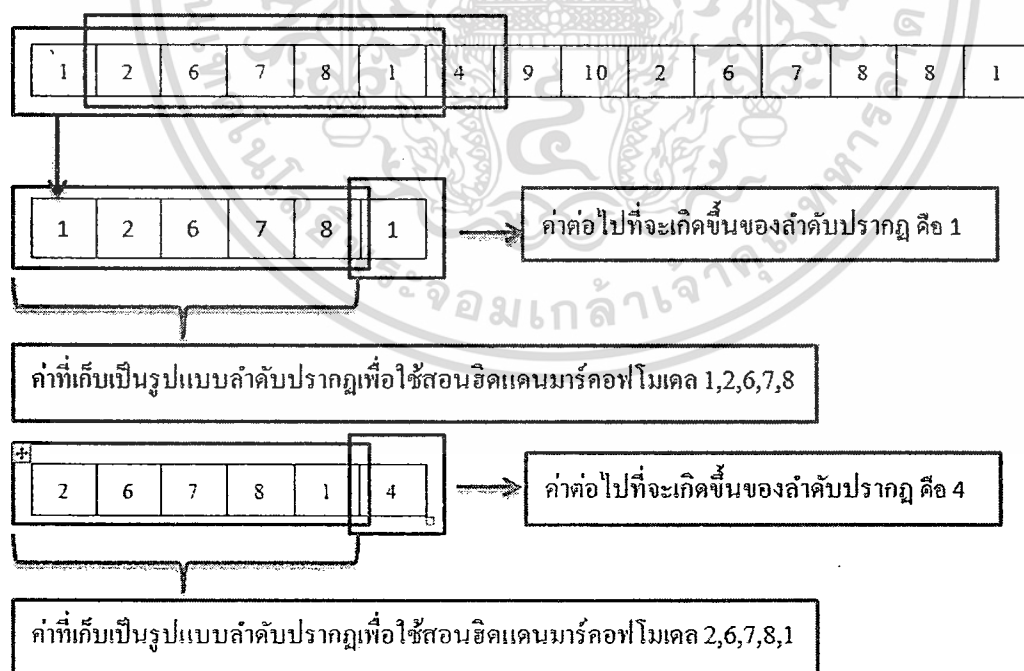 1 2 6 7 8 1 4 9 10 2 6 7 8 8 1
1 2 6 7 8 1
ค่าต่อไปที่จะเกิดขึ้นของลำดับปรากฏ คือ 1
ค่าที่เก็บเป็นรูปแบบลำดับปรากฏเพื่อใช้สอนฮิดแดนมาร์คอฟโมเดล 1,2,6,7,8
2 6 7 8 1 4
ค่าต่อไปที่จะเกิดขึ้นของลำดับปรากฏ คือ 4
ค่าที่เก็บเป็นรูปแบบลำดับปรากฏเพื่อใช้สอนฮิดแดนมาร์คอฟโมเดล 2,6,7,8,1